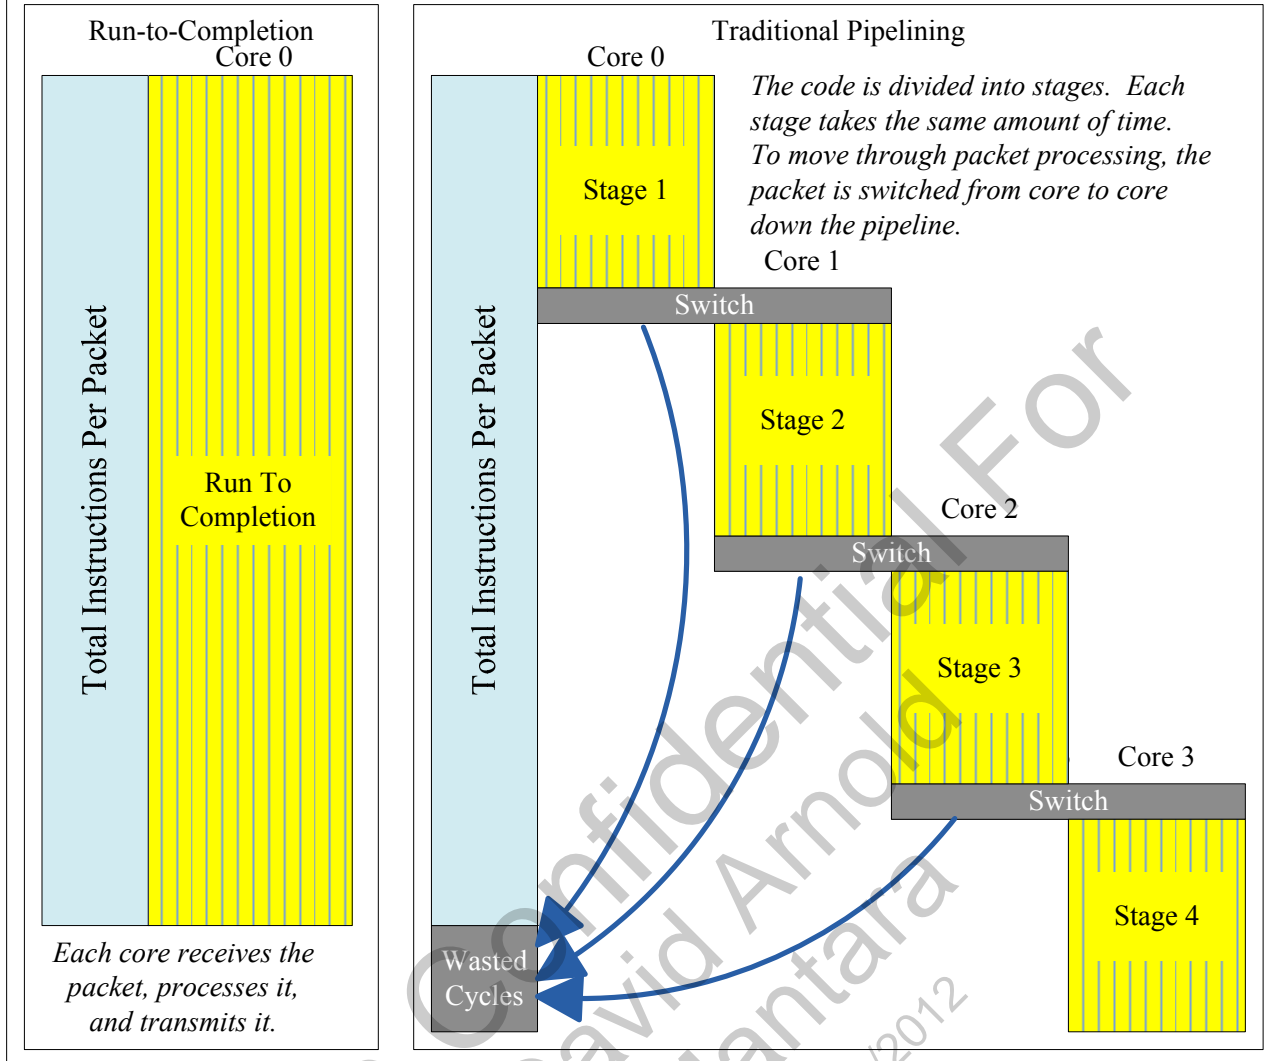 Run-to-Completion
Core 0
Total Instructions Per Packet
Run To
Completion
Each core receives the
packet, processes it,
and transmits it.
Traditional Pipelining
Core 0
The code is divided into stages. Each
stage takes the same amount of time.
To move through packet processing, the
packet is switched from core to core
down the pipeline.
Total Instructions Per Packet
Stage 1
Core 1
Switch
Stage 2
Core 2
Switch
Stage 3
Core 3
Switch
Stage 4
Wasted
Cycles
Confidential For
David Arnold
/2012